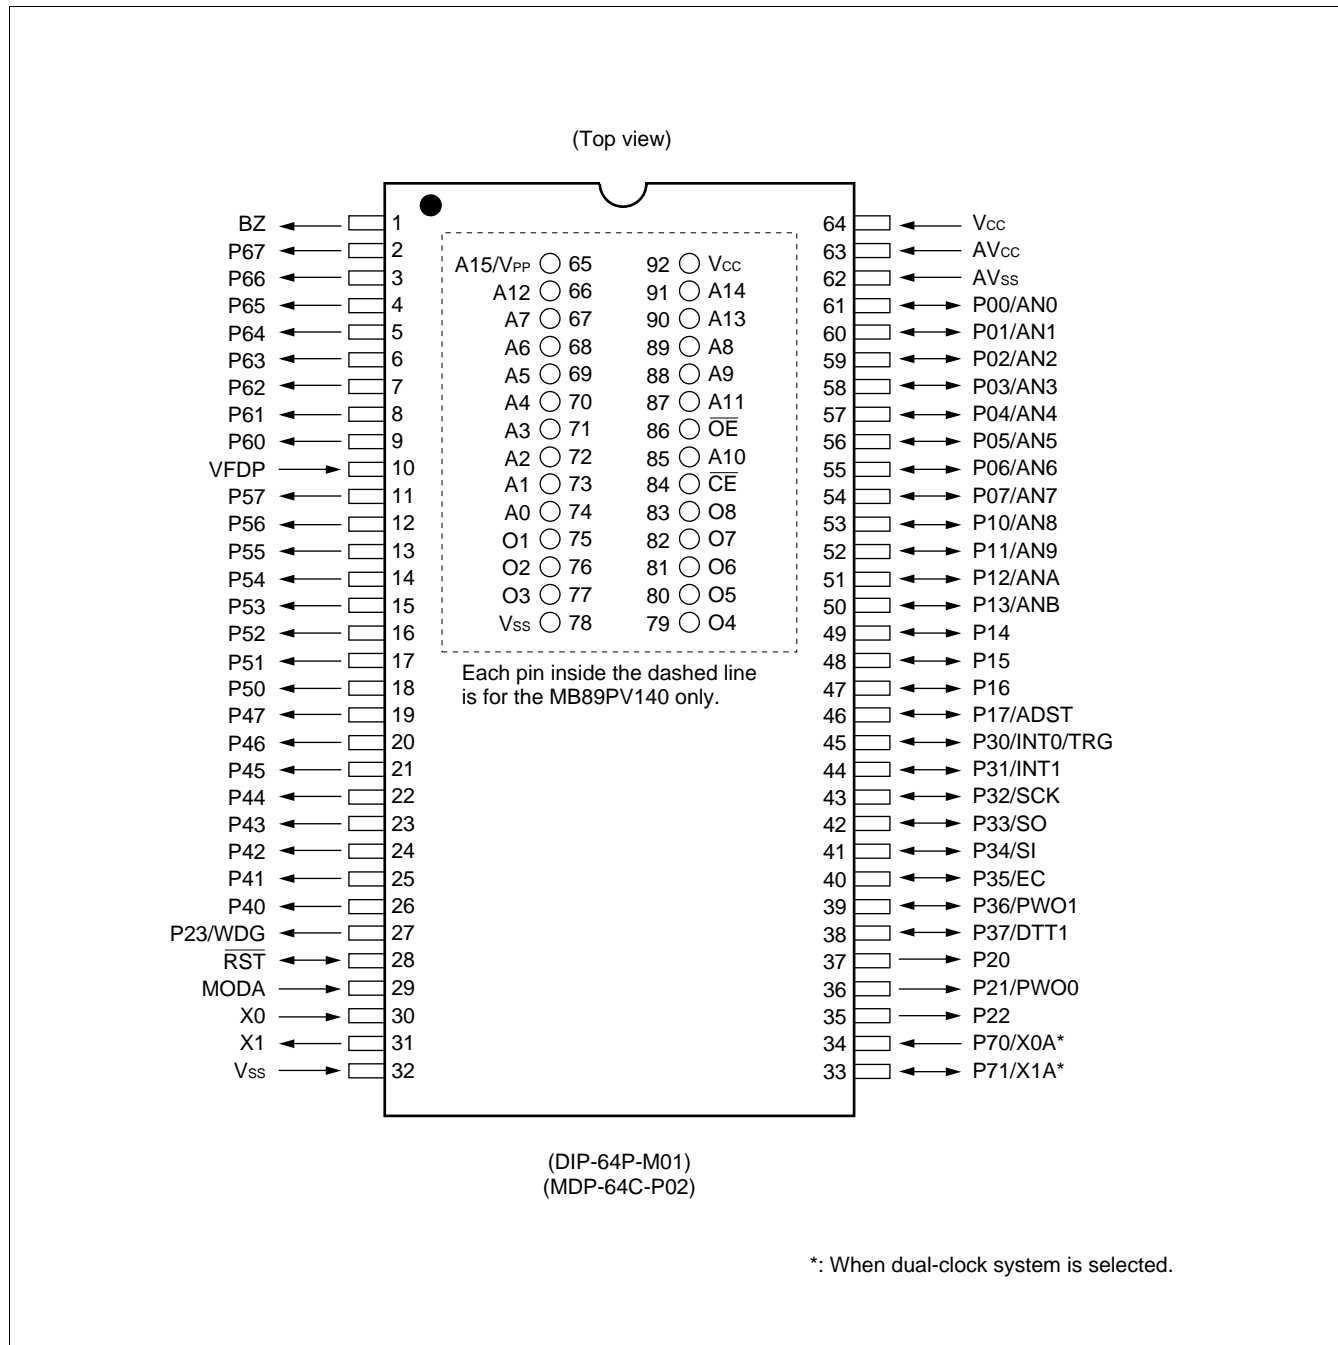 (Top view)
BZ 1
P67 2
P66 3
P65 4
P64 5
P63 6
P62 7
P61 8
P60 9
VFDP 10
P57 11
P56 12
P55 13
P54 14
P53 15
P52 16
P51 17
P50 18
P47 19
P46 20
P45 21
P44 22
P43 23
P42 24
P41 25
P40 26
P23/WDG 27
RST 28
MODA 29
X0 30
X1 31
Vss 32
A15/VPP 65
A12 66
A7 67
A6 68
A5 69
A4 70
A3 71
A2 72
A1 73
A0 74
O1 75
O2 76
O3 77
Vss 78
92 Vcc
91 A14
90 A13
89 A8
88 A9
87 A11
86 OE
85 A10
84 CE
83 O8
82 O7
81 O6
80 O5
79 O4
Each pin inside the dashed line
is for the MB89PV140 only.
64 Vcc
63 AVcc
62 AVss
61 P00/AN0
60 P01/AN1
59 P02/AN2
58 P03/AN3
57 P04/AN4
56 P05/AN5
55 P06/AN6
54 P07/AN7
53 P10/AN8
52 P11/AN9
51 P12/ANA
50 P13/ANB
49 P14
48 P15
47 P16
46 P17/ADST
45 P30/INT0/TRG
44 P31/INT1
43 P32/SCK
42 P33/SO
41 P34/SI
40 P35/EC
39 P36/PWO1
38 P37/DTT1
37 P20
36 P21/PWO0
35 P22
34 P70/X0A*
33 P71/X1A*
(DIP-64P-M01)
(MDP-64C-P02)
*: When dual-clock system is selected.